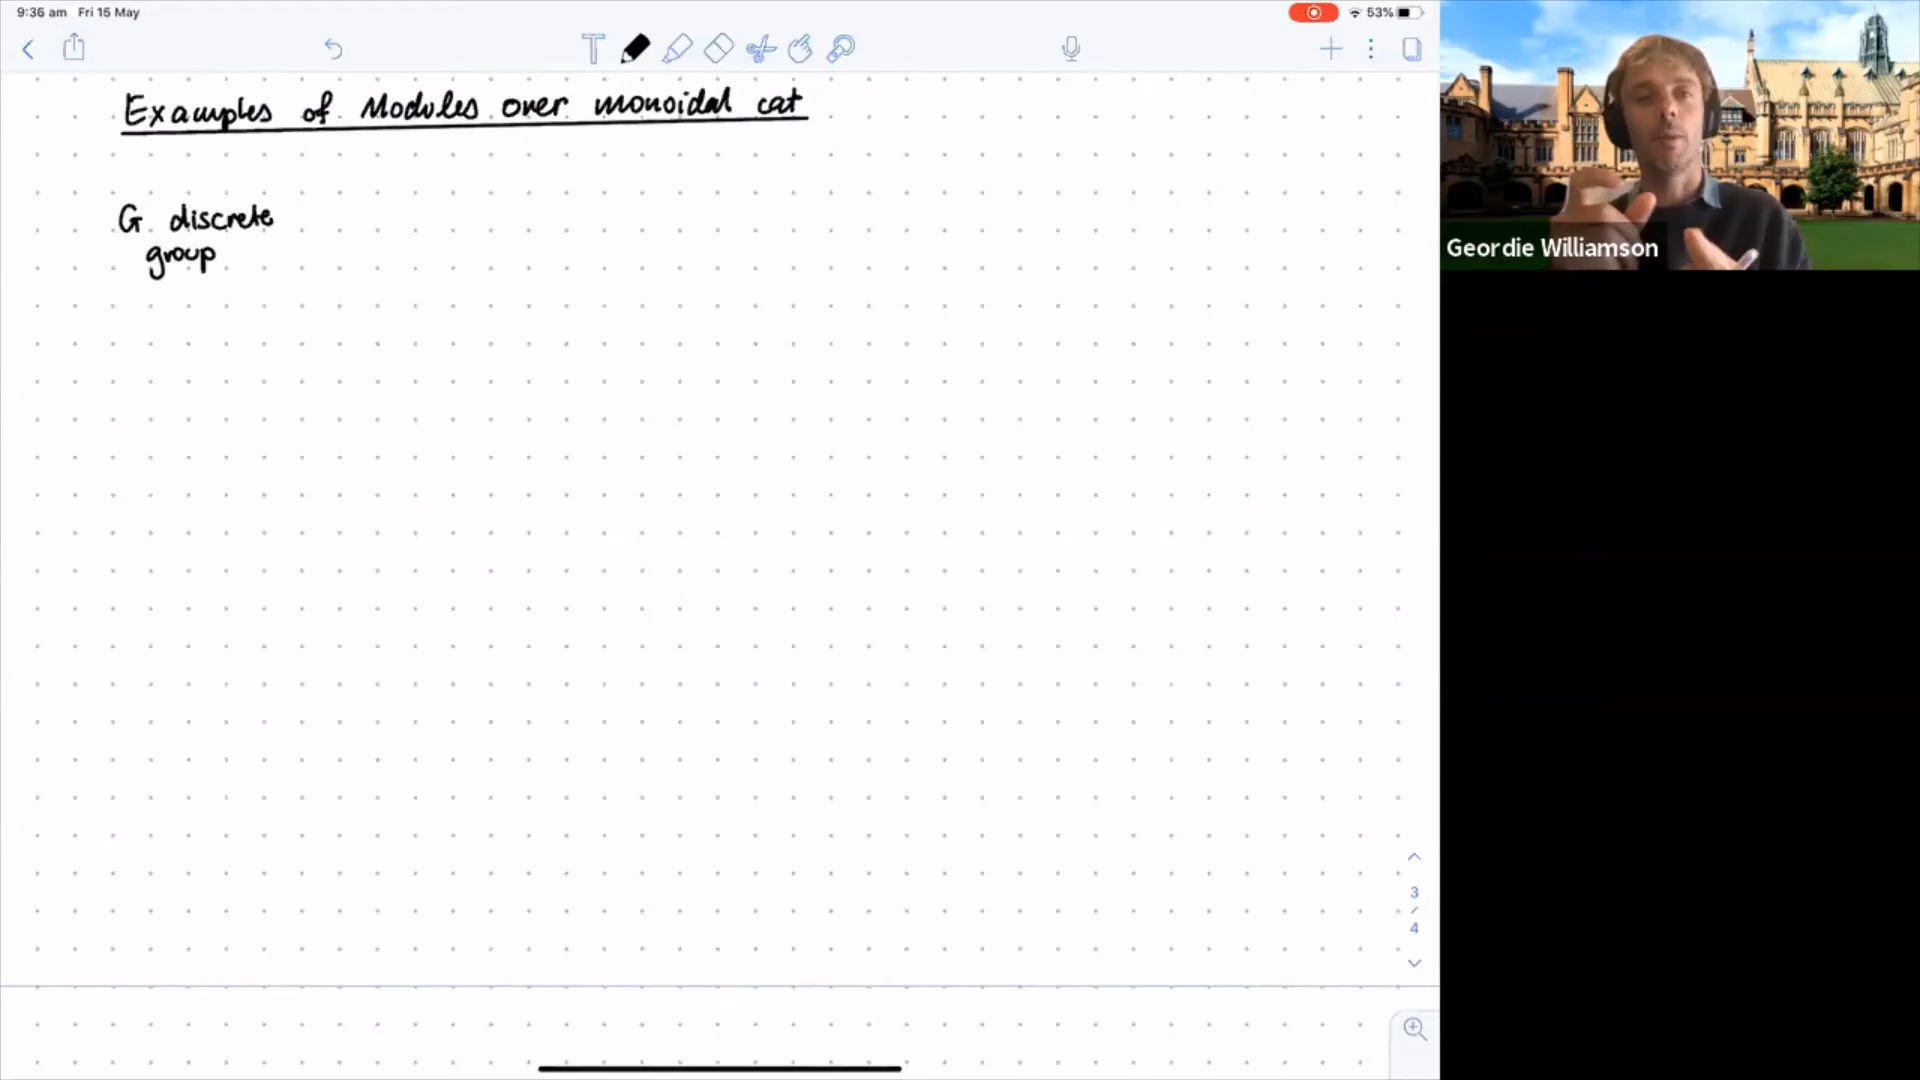 9:36 am Fri 15 May
53%
Examples of Modules over monoidal cat
G discrete
group
Geordie Williamson
3
/
4